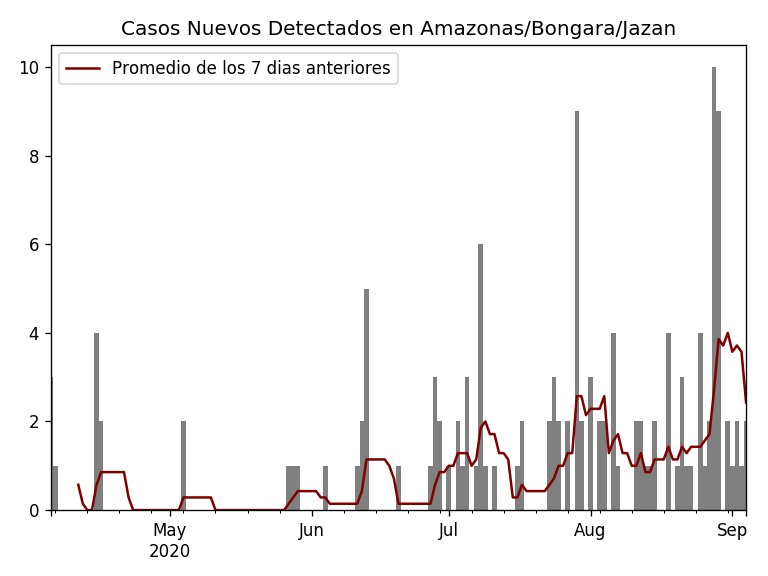 Casos Nuevos Detectados en Amazonas/Bongara/Jazan
Promedio de los 7 dias anteriores
10
8
6
4
2
0
May
2020
Jun
Jul
Aug
Sep